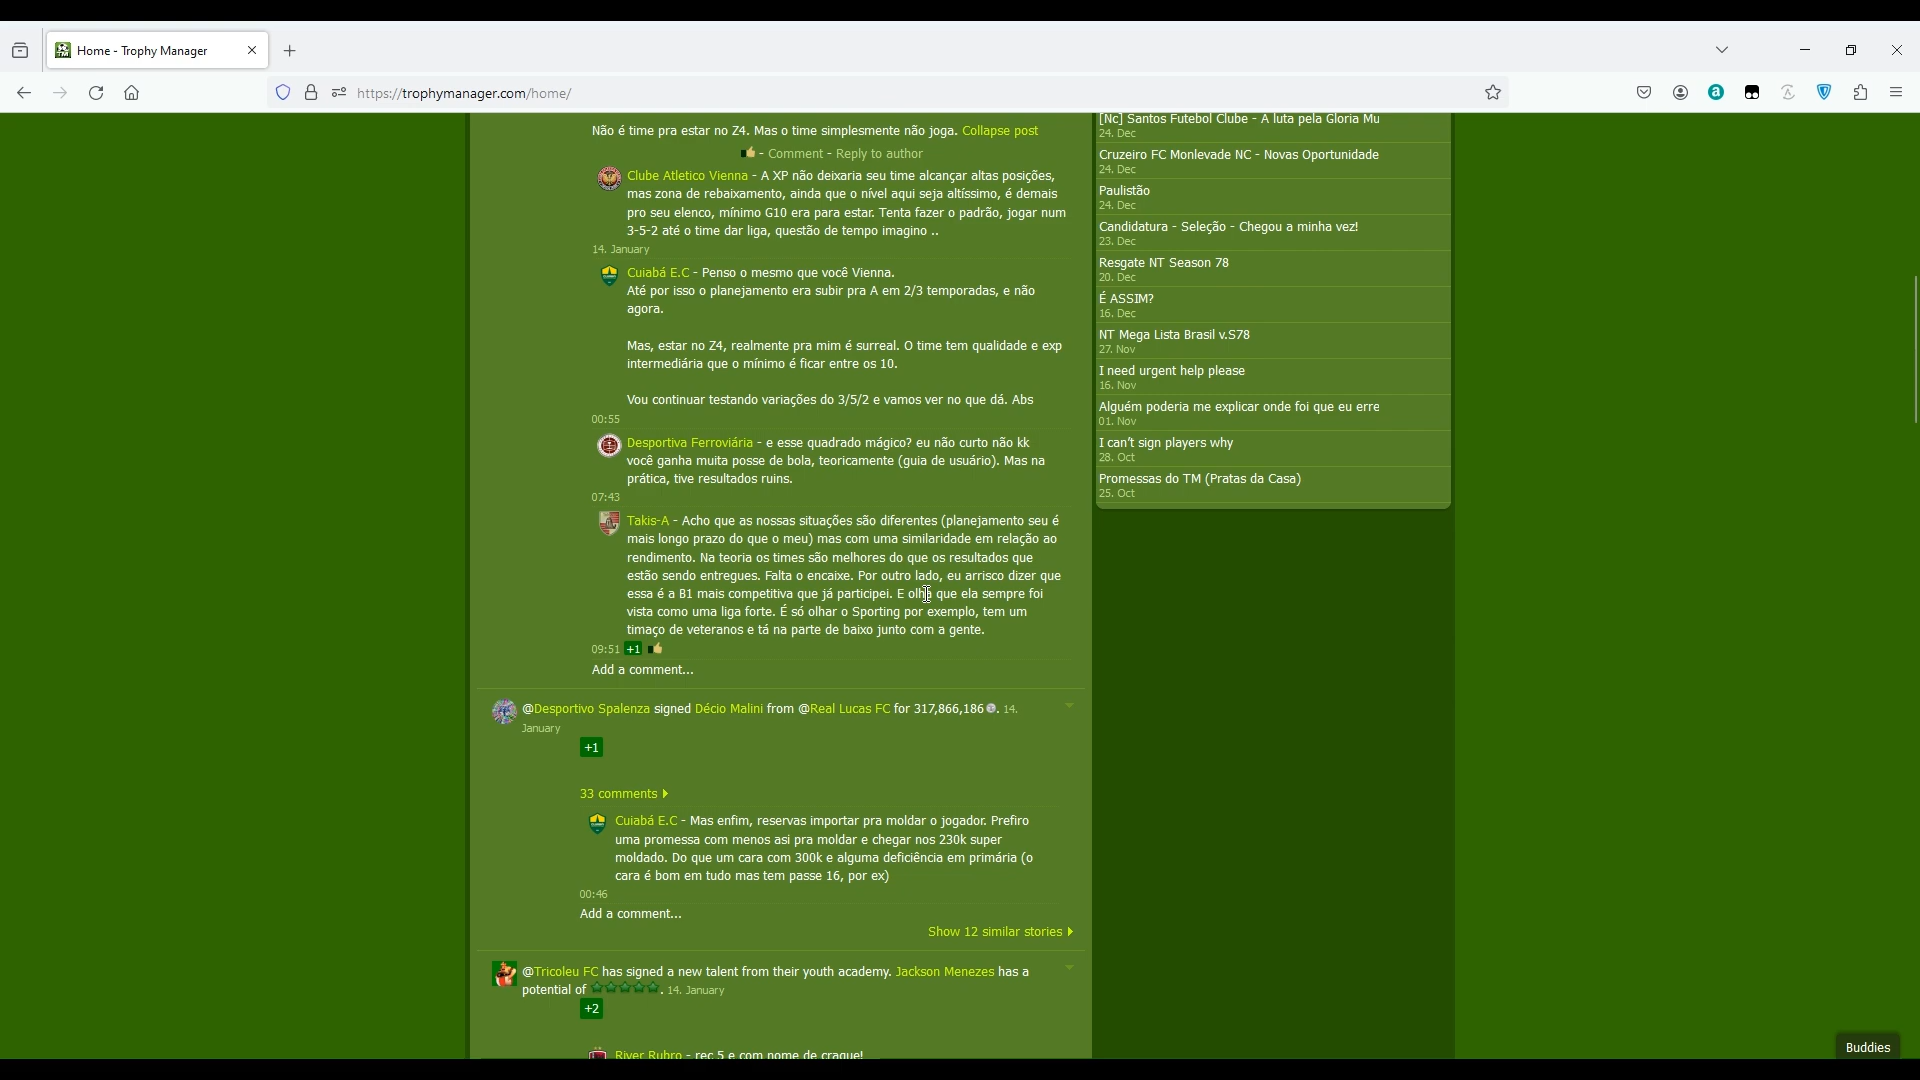 Home - Trophy Manager
https://trophymanager.com/home/
Não é time pra estar no Z4. Mas o time simplesmente não joga. Collapse post
- Comment - Reply to author
Clube Atletico Vienna - A XP não deixaria seu time alcançar altas posições,
mas zona de rebaixamento, ainda que o nível aqui seja altíssimo, é demais
pro seu elenco, mínimo G10 era para estar. Tenta fazer o padrão, jogar num
3-5-2 até o time dar liga, questão de tempo imagino ..
14. January
Cuiabá E.C - Penso o mesmo que você Vienna.
Até por isso o planejamento era subir pra A em 2/3 temporadas, e não
agora.
Mas, estar no Z4, realmente pra mim é surreal. O time tem qualidade e exp
intermediária que o mínimo é ficar entre os 10.
Vou continuar testando variações do 3/5/2 e vamos ver no que dá. Abs
00:55
Desportiva Ferroviária - e esse quadrado mágico? eu não curto não kk
você ganha muita posse de bola, teoricamente (guia de usuário). Mas na
prática, tive resultados ruins.
07:43
Takis-A - Acho que as nossas situações são diferentes (planejamento seu é
mais longo prazo do que o meu) mas com uma similaridade em relação ao
rendimento. Na teoria os times são melhores do que os resultados que
estão sendo entregues. Falta o encaixe. Por outro lado, eu arrisco dizer que
essa é a B1 mais competitiva que já participei. E olha que ela sempre foi
vista como uma liga forte. É só olhar o Sporting por exemplo, tem um
timaço de veteranos e tá na parte de baixo junto com a gente.
09:51 +1
Add a comment...
@Desportivo Spalenza signed Décio Malini from @Real Lucas FC for 317,866,186. 14.
January
+1
33 comments
Cuiabá E.C - Mas enfim, reservas importar pra moldar o jogador. Prefiro
uma promessa com menos asi pra moldar e chegar nos 230k super
moldado. Do que um cara com 300k e alguma deficiência em primária (o
cara é bom em tudo mas tem passe 16, por ex)
00:46
Add a comment...
Show 12 similar stories
@Tricoleu FC has signed a new talent from their youth academy. Jackson Menezes has a
potential of . 14. January
+2
River Rubro - rec 5 e com nome de craque!
[Nc] Santos Futebol Clube - A luta pela Gloria Mu
24. Dec
Cruzeiro FC Monlevade NC - Novas Oportunidade
24. Dec
Paulistão
24. Dec
Candidatura - Seleção - Chegou a minha vez!
23. Dec
Resgate NT Season 78
20. Dec
É ASSIM?
16. Dec
NT Mega Lista Brasil v.S78
27. Nov
I need urgent help please
16. Nov
Alguém poderia me explicar onde foi que eu erre
01. Nov
I can't sign players why
28. Oct
Promessas do TM (Pratas da Casa)
25. Oct
Buddies